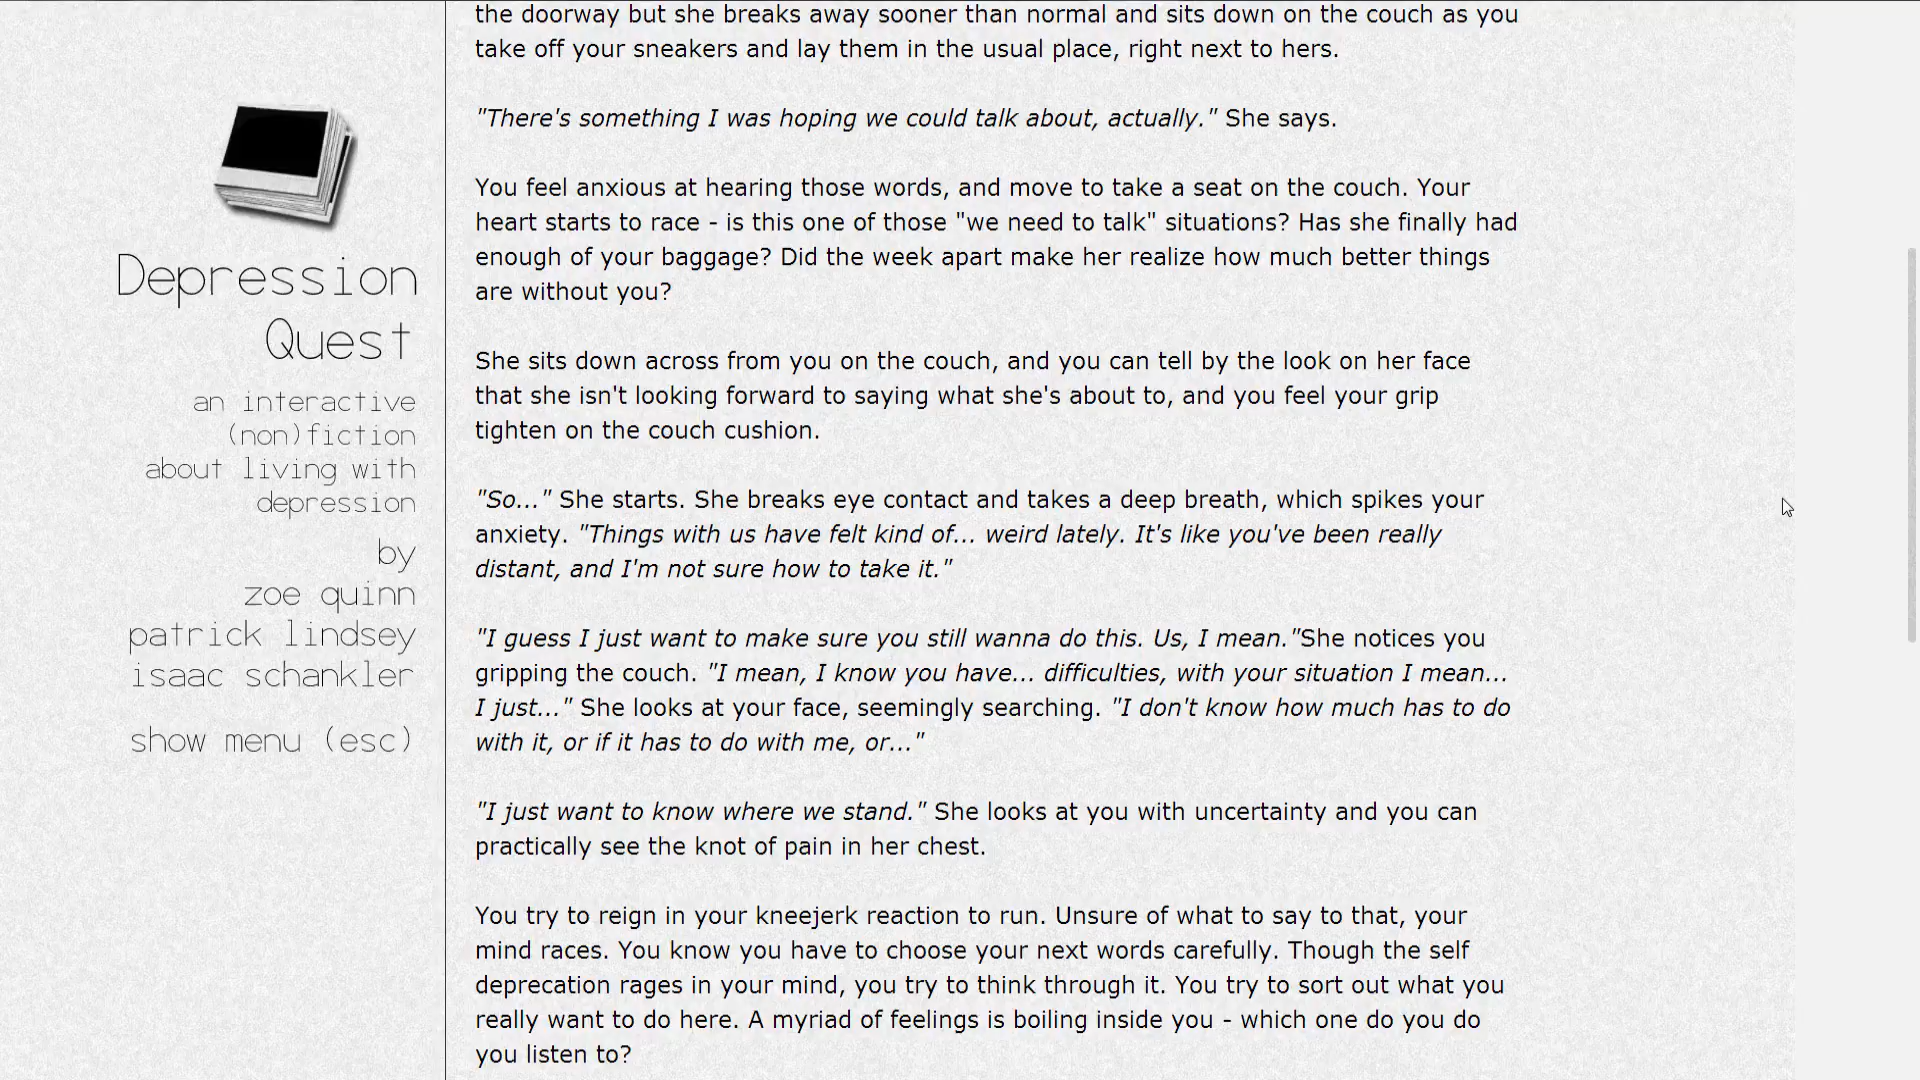 Depression
Quest
an interactive
(non)fiction
about living with
depression
by
zoe quinn
patrick lindsey
isaac schankler
show menu (esc)
the doorway but she breaks away sooner than normal and sits down on the couch as you
take off your sneakers and lay them in the usual place, right next to hers.
"There's something I was hoping we could talk about, actually." She says.
You feel anxious at hearing those words, and move to take a seat on the couch. Your
heart starts to race - is this one of those "we need to talk" situations? Has she finally had
enough of your baggage? Did the week apart make her realize how much better things
are without you?
She sits down across from you on the couch, and you can tell by the look on her face
that she isn't looking forward to saying what she's about to, and you feel your grip
tighten on the couch cushion.
"So..." She starts. She breaks eye contact and takes a deep breath, which spikes your
anxiety. "Things with us have felt kind of... weird lately. It's like you've been really
distant, and I'm not sure how to take it."
"I guess I just want to make sure you still wanna do this. Us, I mean."She notices you
gripping the couch. "I mean, I know you have... difficulties, with your situation I mean...
I just..." She looks at your face, seemingly searching. "I don't know how much has to do
with it, or if it has to do with me, or..."
"I just want to know where we stand." She looks at you with uncertainty and you can
practically see the knot of pain in her chest.
You try to reign in your kneejerk reaction to run. Unsure of what to say to that, your
mind races. You know you have to choose your next words carefully. Though the self
deprecation rages in your mind, you try to think through it. You try to sort out what you
really want to do here. A myriad of feelings is boiling inside you - which one do you do
you listen to?